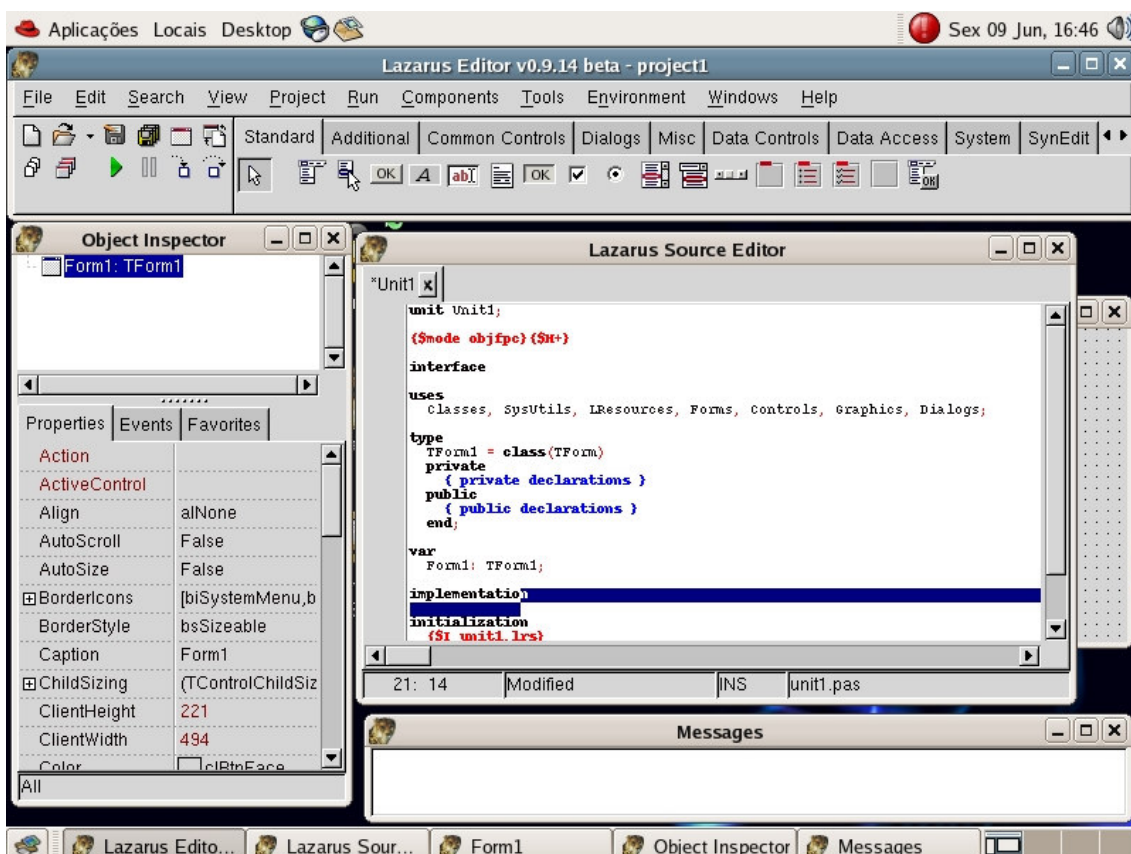 Aplicações Locais Desktop
Sex 09 Jun, 16:46
Lazarus Editor v0.9.14 beta - project1
File Edit Search View Project Run Components Tools Environment Windows Help
Standard Additional Common Controls Dialogs Misc Data Controls Data Access System SynEdit
OK A abI OK OK
Object Inspector
Form1: TForm1
Properties Events Favorites
Action
ActiveControl
Align alNone
AutoScroll False
AutoSize False
BorderIcons [biSystemMenu,b
BorderStyle bsSizeable
Caption Form1
ChildSizing (TControlChildSiz
ClientHeight 221
ClientWidth 494
Color clBtnFace
All
Lazarus Source Editor
*Unit1
unit Unit1;
{$mode objfpc}{$H+}
interface
uses
Classes, SysUtils, LResources, Forms, Controls, Graphics, Dialogs;
type
TForm1 = class(TForm)
private
{ private declarations }
public
{ public declarations }
end;
var
Form1: TForm1;
implementation
initialization
{$I unit1.lrs}
21: 14 Modified INS unit1.pas
Messages
Lazarus Edito... Lazarus Sour... Form1 Object Inspector Messages